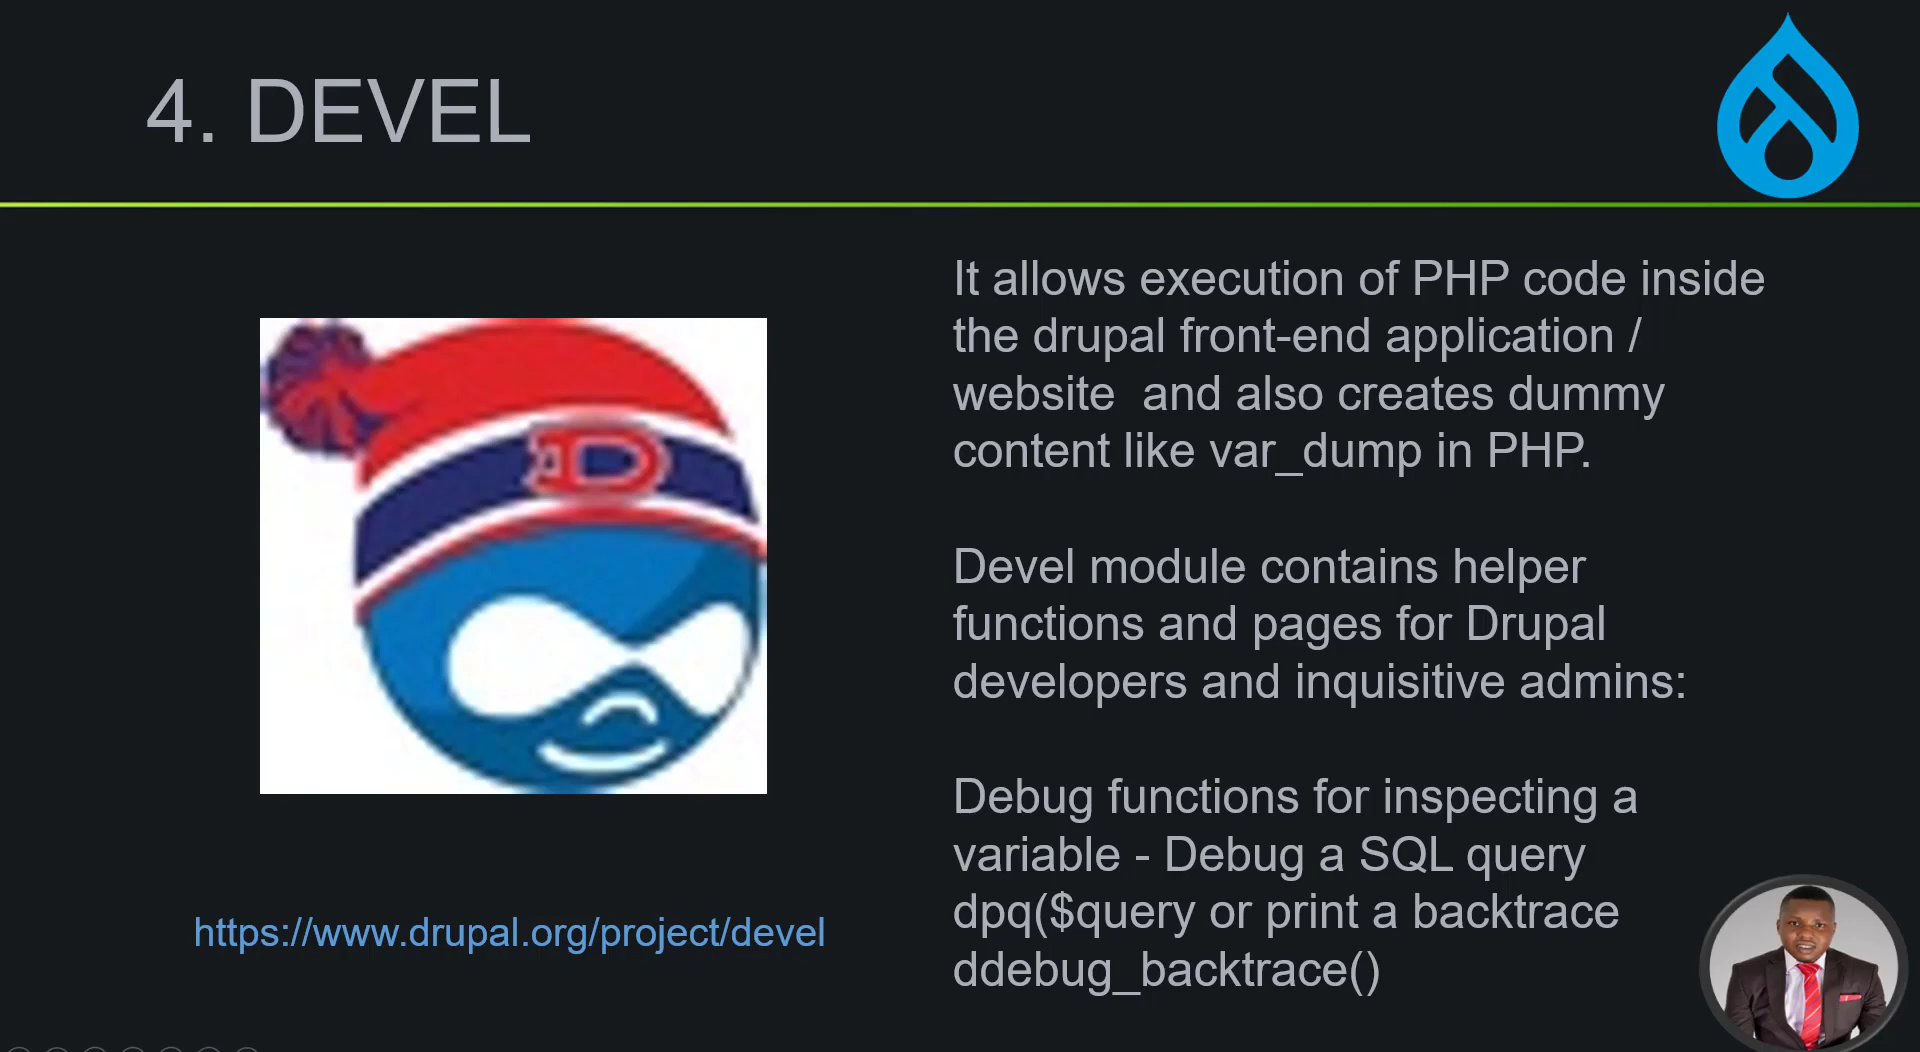 4. DEVEL
It allows execution of PHP code inside
the drupal front-end application /
website  and also creates dummy
content like var_dump in PHP.
Devel module contains helper
functions and pages for Drupal
developers and inquisitive admins:
Debug functions for inspecting a
variable - Debug a SQL query
dpq($query or print a backtrace
ddebug_backtrace()
D
https://www.drupal.org/project/devel